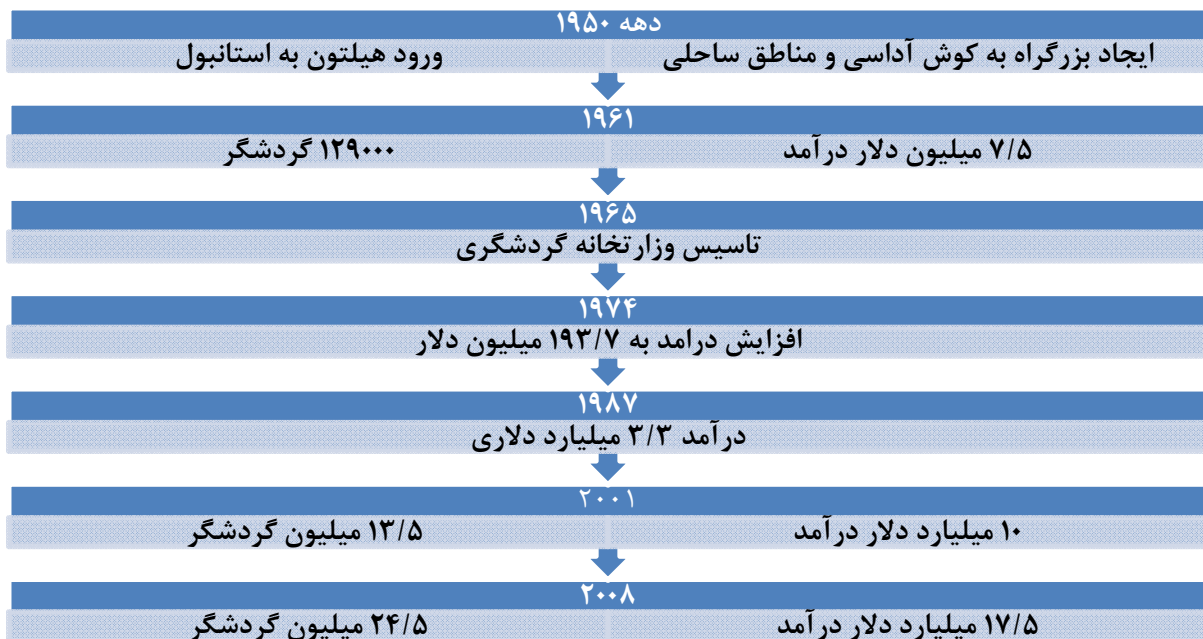 دهه ۱۹۵۰
ایجاد بزرگراه به کوش آداسی و مناطق ساحلی
ورود هیلتون به استانبول
۱۹۶۱
۷/۵ میلیون دلار درآمد
۱۲۹۰۰۰ گردشگر
۱۹۶۵
تاسیس وزارتخانه گردشگری
۱۹۷۴
افزایش درامد به ۱۹۳/۷ میلیون دلار
۱۹۸۷
درآمد ۳/۳ میلیارد دلاری
۲۰۰۱
۱۰ میلیارد دلار درآمد
۱۳/۵ میلیون گردشگر
۲۰۰۸
۱۷/۵ میلیارد دلار درآمد
۲۴/۵ میلیون گردشگر